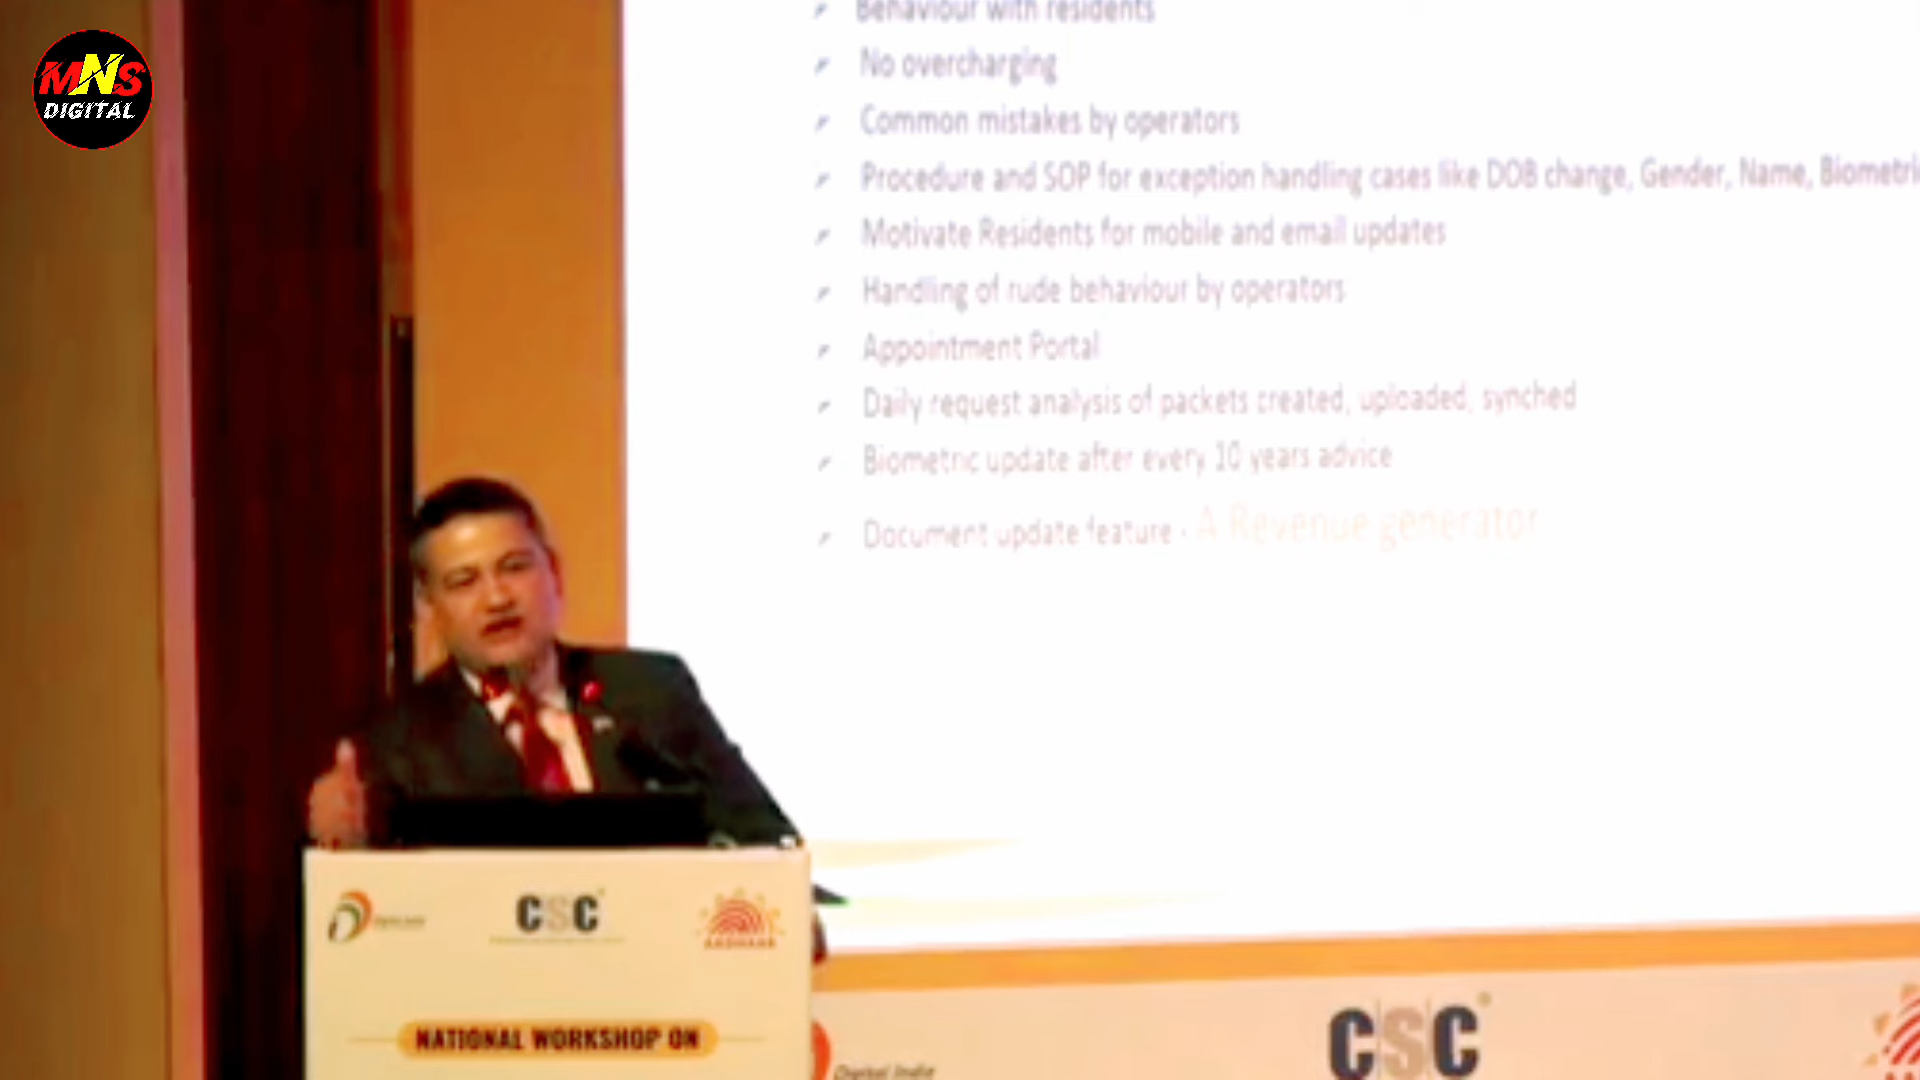 MNS
DIGITAL
Behaviour with residents
No overcharging
Common mistakes by operators
Procedure and SOP for exception handling cases like DOB change, Gender, Name, Biometric
Motivate Residents for mobile and email updates
Handling of rude behaviour by operators
Appointment Portal
Daily request analysis of packets created, uploaded, synched
Biometric update after every 10 years advice
Document update feature - A Revenue generator
CSC
AADHAAR
NATIONAL WORKSHOP ON
Digital India
CSC